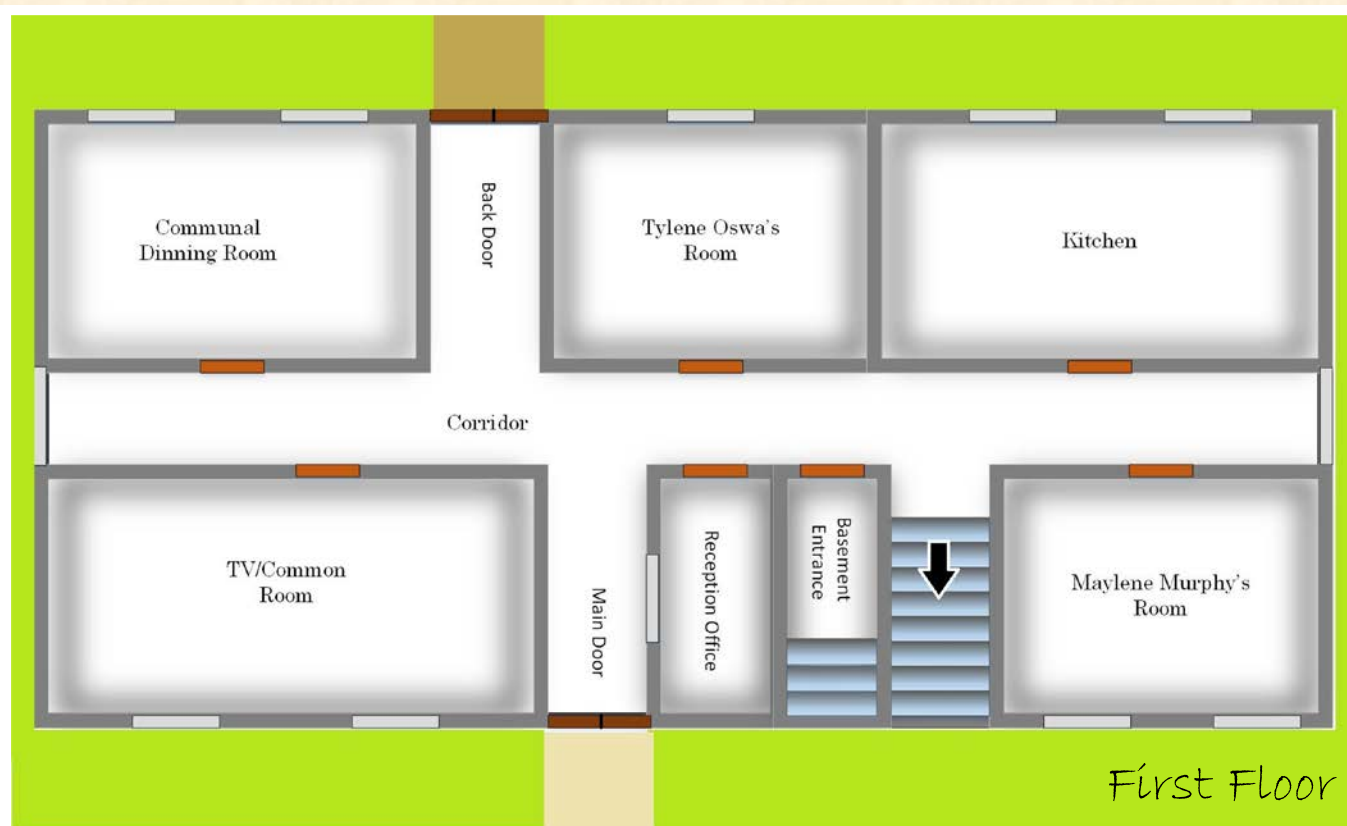 Communal
Dinning Room
Back Door
Tylene Oswa's
Room
Kitchen
Corridor
TV/Common
Room
Main Door
Reception Office
Basement
Entrance
Maylene Murphy's
Room
First Floor